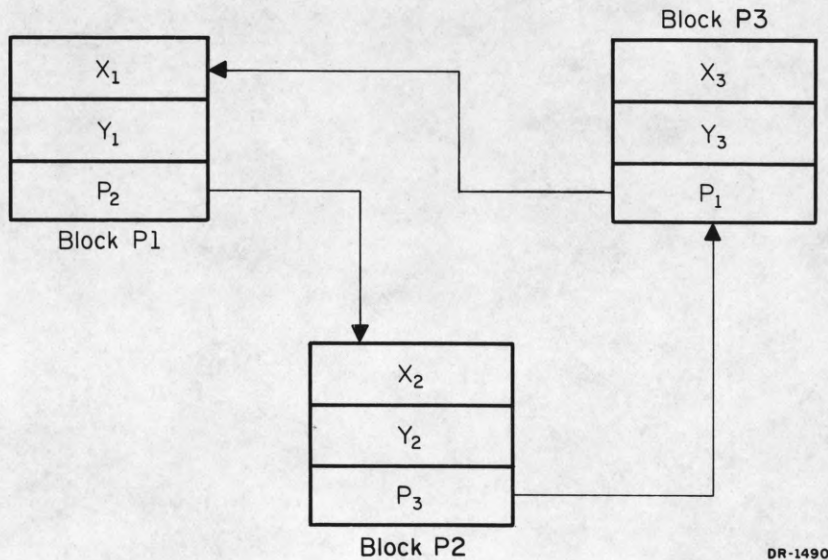 X₁
Y₁
P₂
Block P1
Block P3
X₃
Y₃
P₁
X₂
Y₂
P₃
Block P2
DR-1490